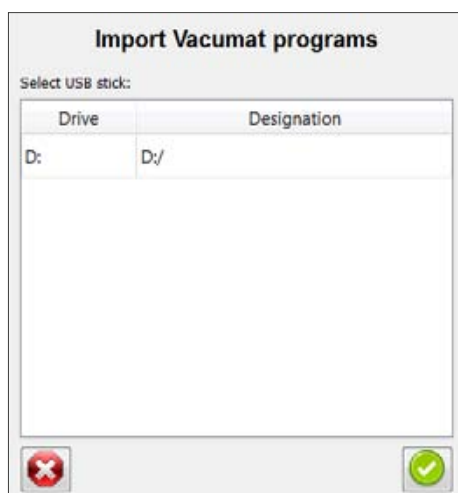 Import Vacumat programs
Select USB stick:
Drive Designation
D: D:/